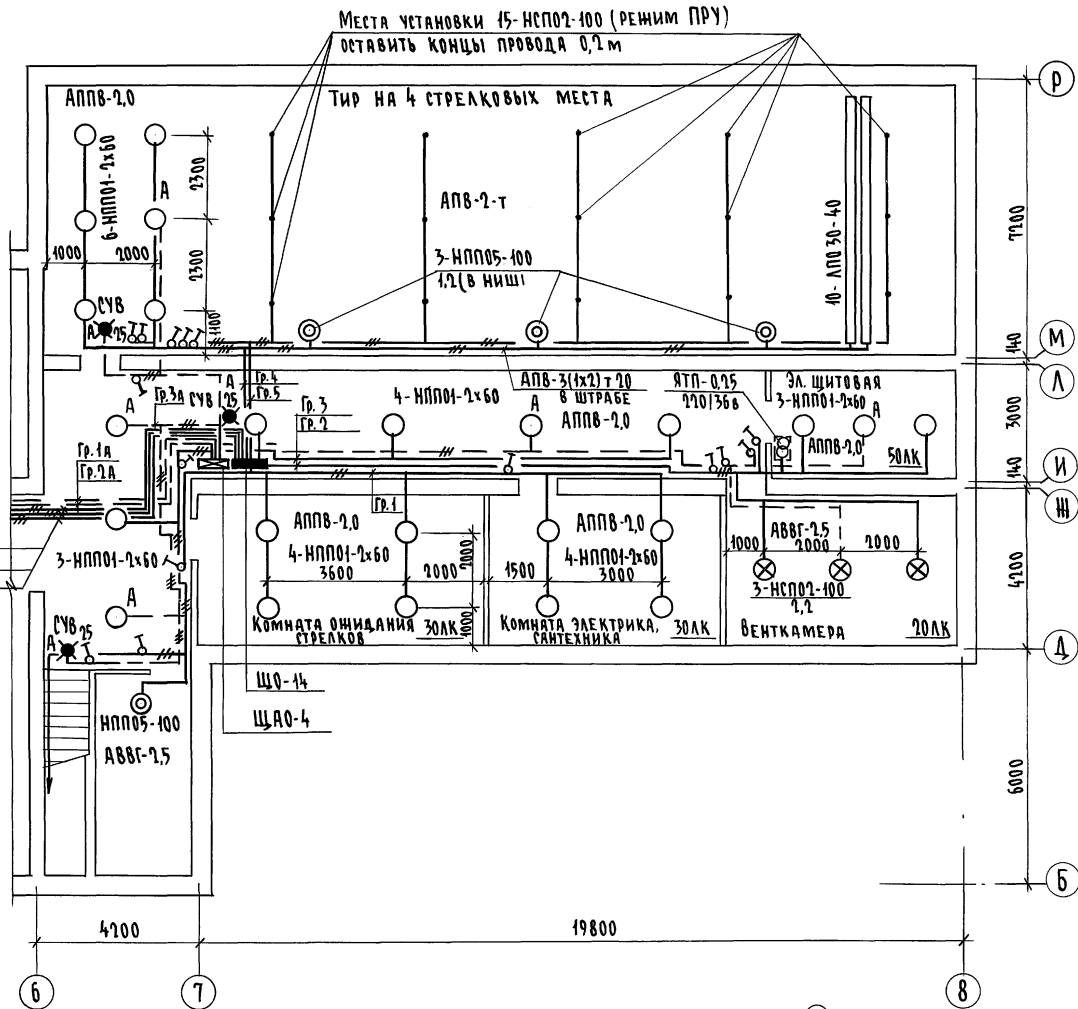 Места установки 15-НСП02-100 (режим ПРУ)
оставить концы провода 0,2 м
АППВ-2,0
Тир на 4 стрелковых места
Р
6-НПП01-2х60
А
2300
2300
1100
1000
2000
АПВ-2-т
3-НПП05-100
1,2(в ниш
10-ЛПО30-40
7200
СУВ
А
25
140
М
Л
А
Гр.4
Гр.5
АПВ-3(1х2)т20
в штрабе
ЯТП-0,25
220/36в
Эл. щитовая
3-НПП01-2х60
А
Гр.3А
СУВ
25
Гр.3
Гр.2
4-НПП01-2х60
А
АППВ-2,0
АППВ-2,0
50ЛК
3000
А
Гр.1А
Гр.2А
140
И
Ж
Гр.1
АППВ-2,0
4-НПП01-2х60
3600
2000
2000
1000
АППВ-2,0
4-НПП01-2х60
1500
3000
АВВГ-2,5
1000
2000
2000
3-НСП02-100
2,2
4200
3-НПП01-2х60
А
СУВ
А
25
Комната ожидания
стрелков
30ЛК
Комната электрика,
сантехника
30ЛК
Венткамера
20ЛК
Д
ЩО-14
ЩАО-4
НПП05-100
АВВГ-2,5
6000
Б
4200
19800
6
7
8